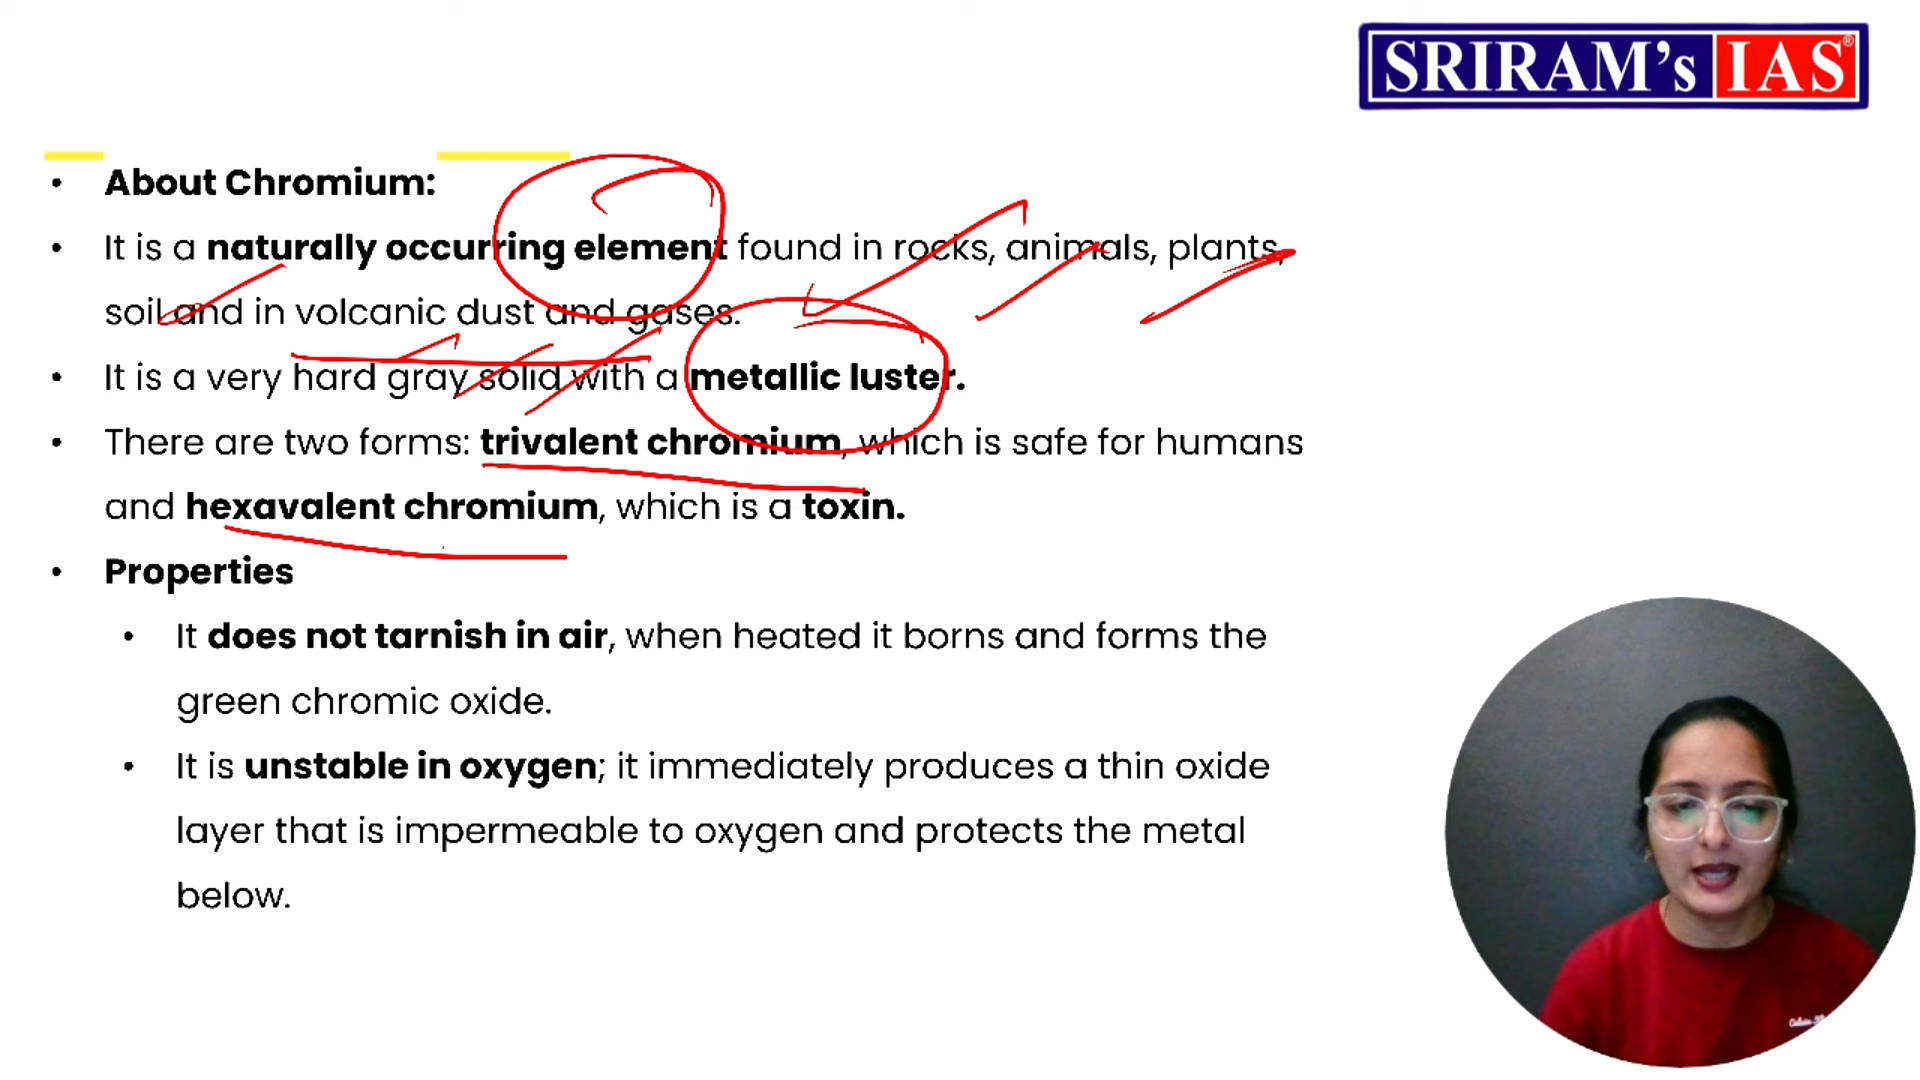 SRIRAM's IAS®
• About Chromium:
• It is a naturally occurring element found in rocks, animals, plants,
soil and in volcanic dust and gases.
• It is a very hard gray solid with a metallic luster.
• There are two forms: trivalent chromium, which is safe for humans
and hexavalent chromium, which is a toxin.
• Properties
• It does not tarnish in air, when heated it borns and forms the
green chromic oxide.
• It is unstable in oxygen; it immediately produces a thin oxide
layer that is impermeable to oxygen and protects the metal
below.